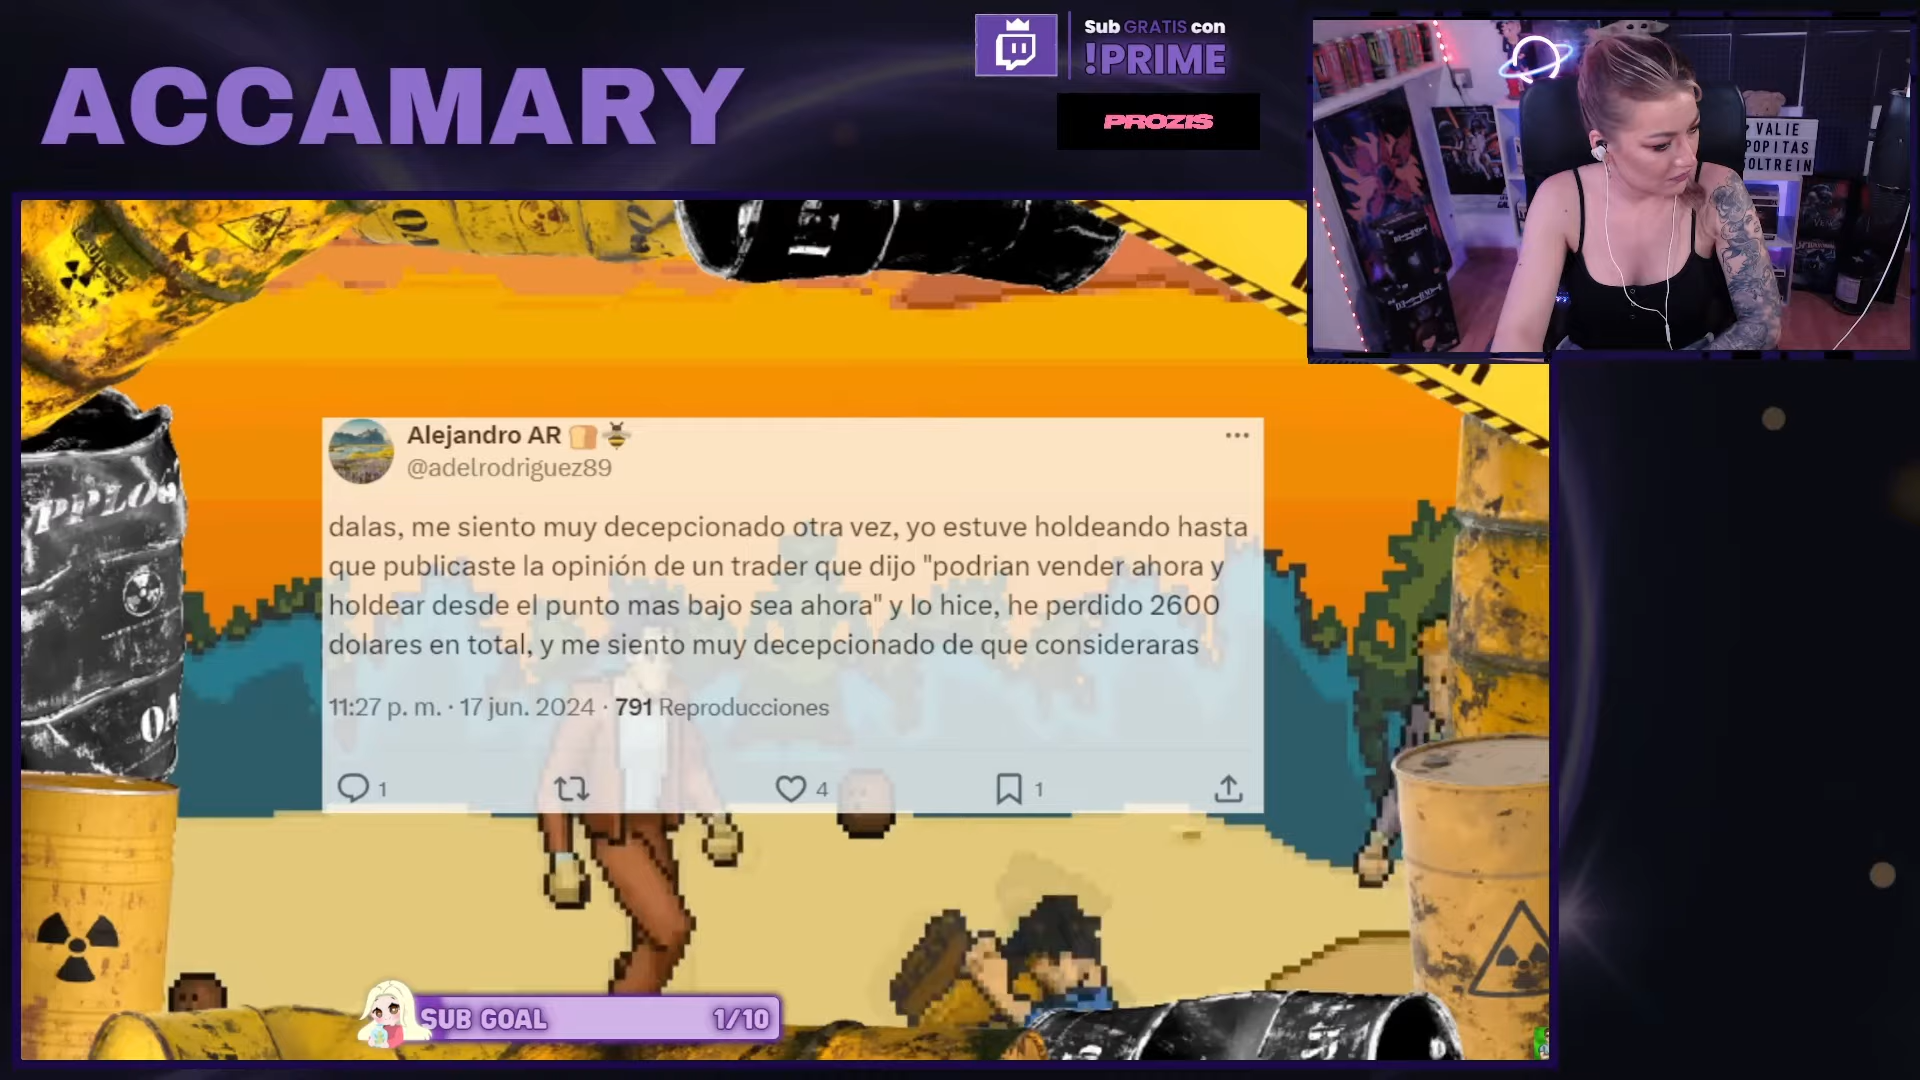 ACCAMARY
Sub GRATIS con
!PRIME
PROZIS
VALIE
POPITAS
OLTREIN
Alejandro AR
@adelrodriguez89
dalas, me siento muy decepcionado otra vez, yo estuve holdeando hasta
que publicaste la opinión de un trader que dijo "podrian vender ahora y
holdear desde el punto mas bajo sea ahora" y lo hice, he perdido 2600
dolares en total, y me siento muy decepcionado de que consideraras
11:27 p. m. · 17 jun. 2024 · 791 Reproducciones
1
4
1
SUB GOAL 1/10